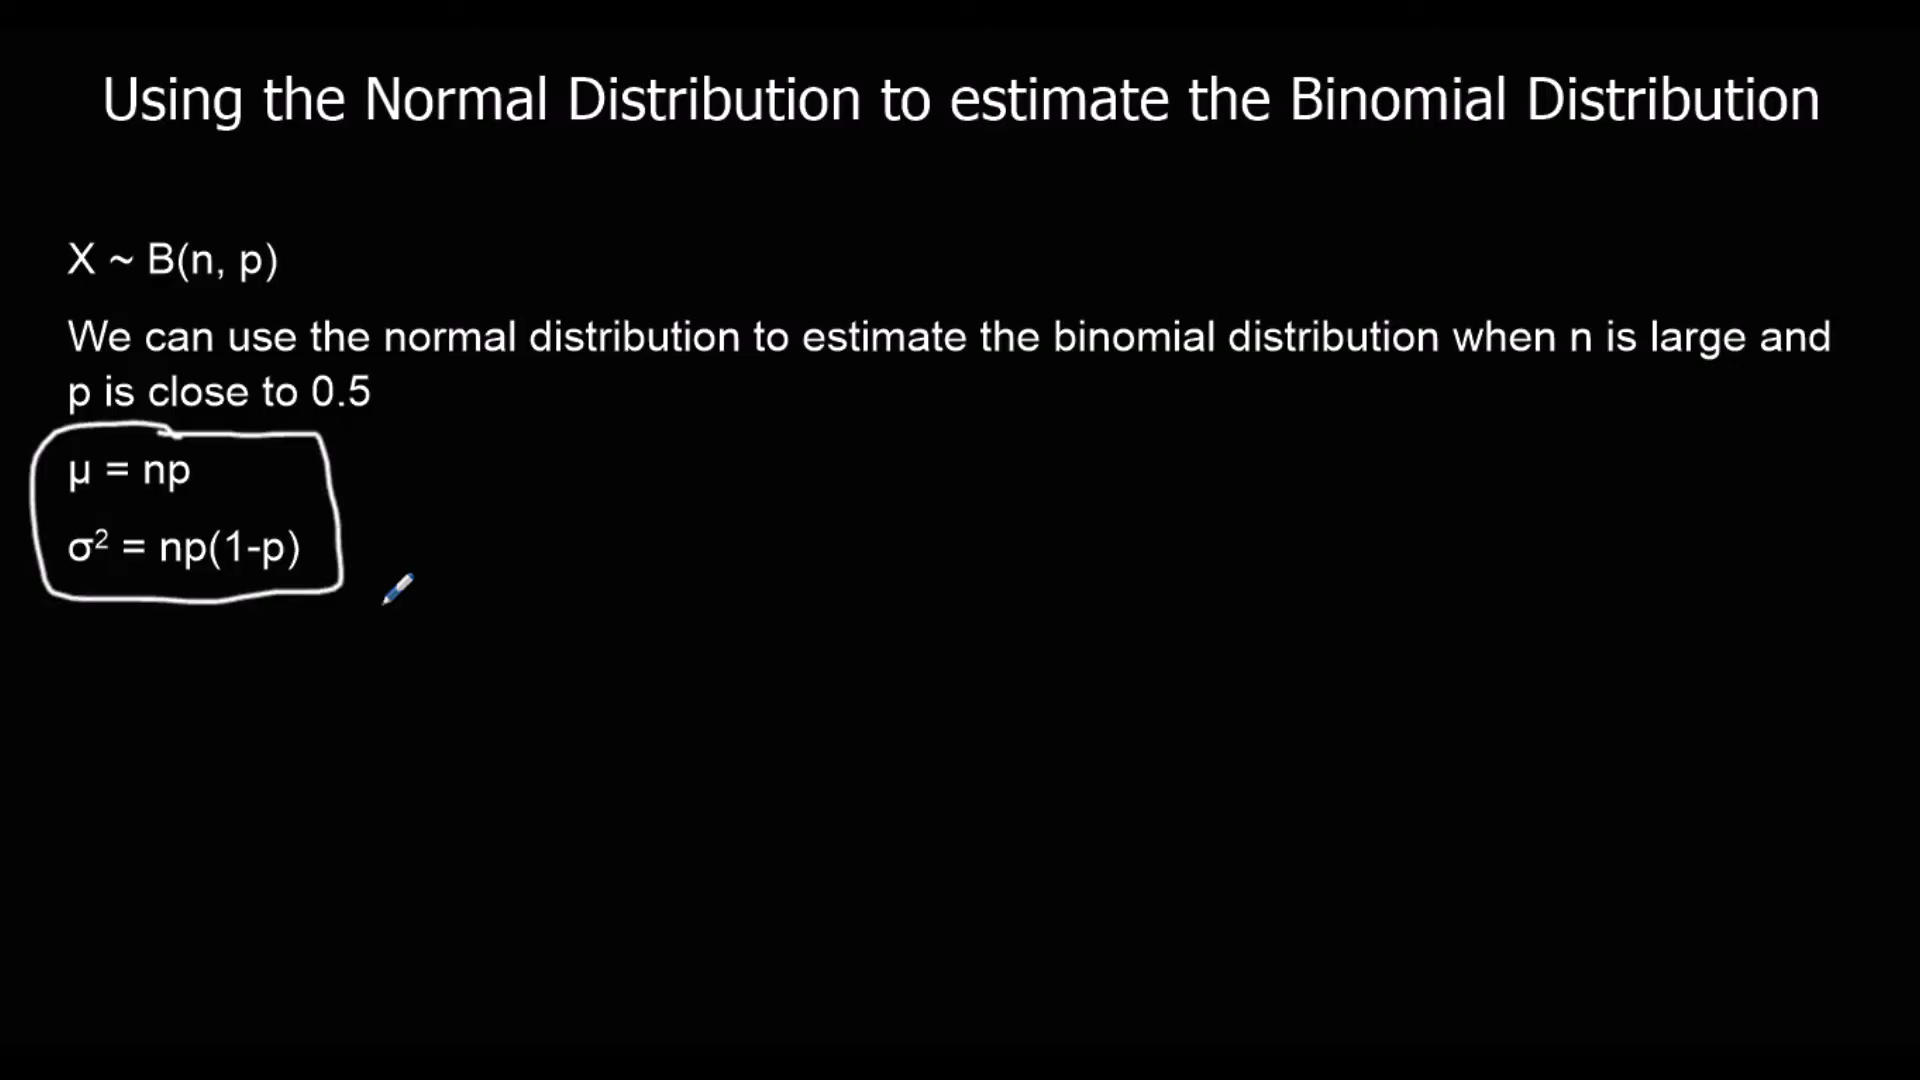 Using the Normal Distribution to estimate the Binomial Distribution
X ~ B(n, p)
We can use the normal distribution to estimate the binomial distribution when n is large and
p is close to 0.5
μ = np
σ² = np(1-p)